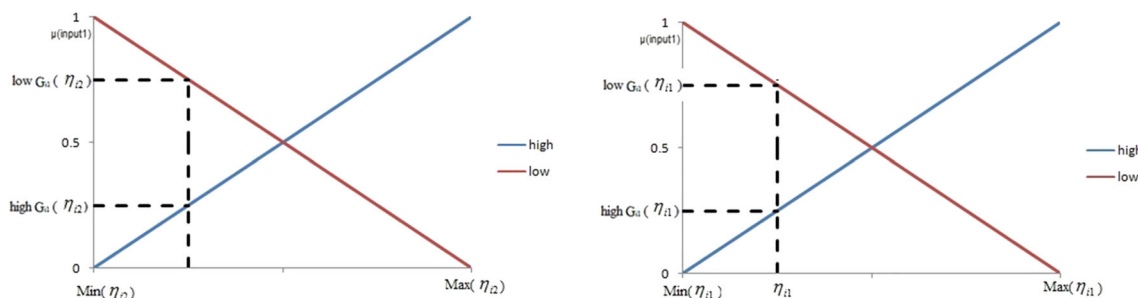 1
μ(input1)
low Gi1( ηi2)
0.5
high Gi1( ηi2)
0
Min( ηi2)
Max( ηi2)
high
low
1
μ(input1)
low Gi1( ηi1)
0.5
high Gi1( ηi1)
0
Min( ηi1)
ηi1
Max( ηi1)
high
low